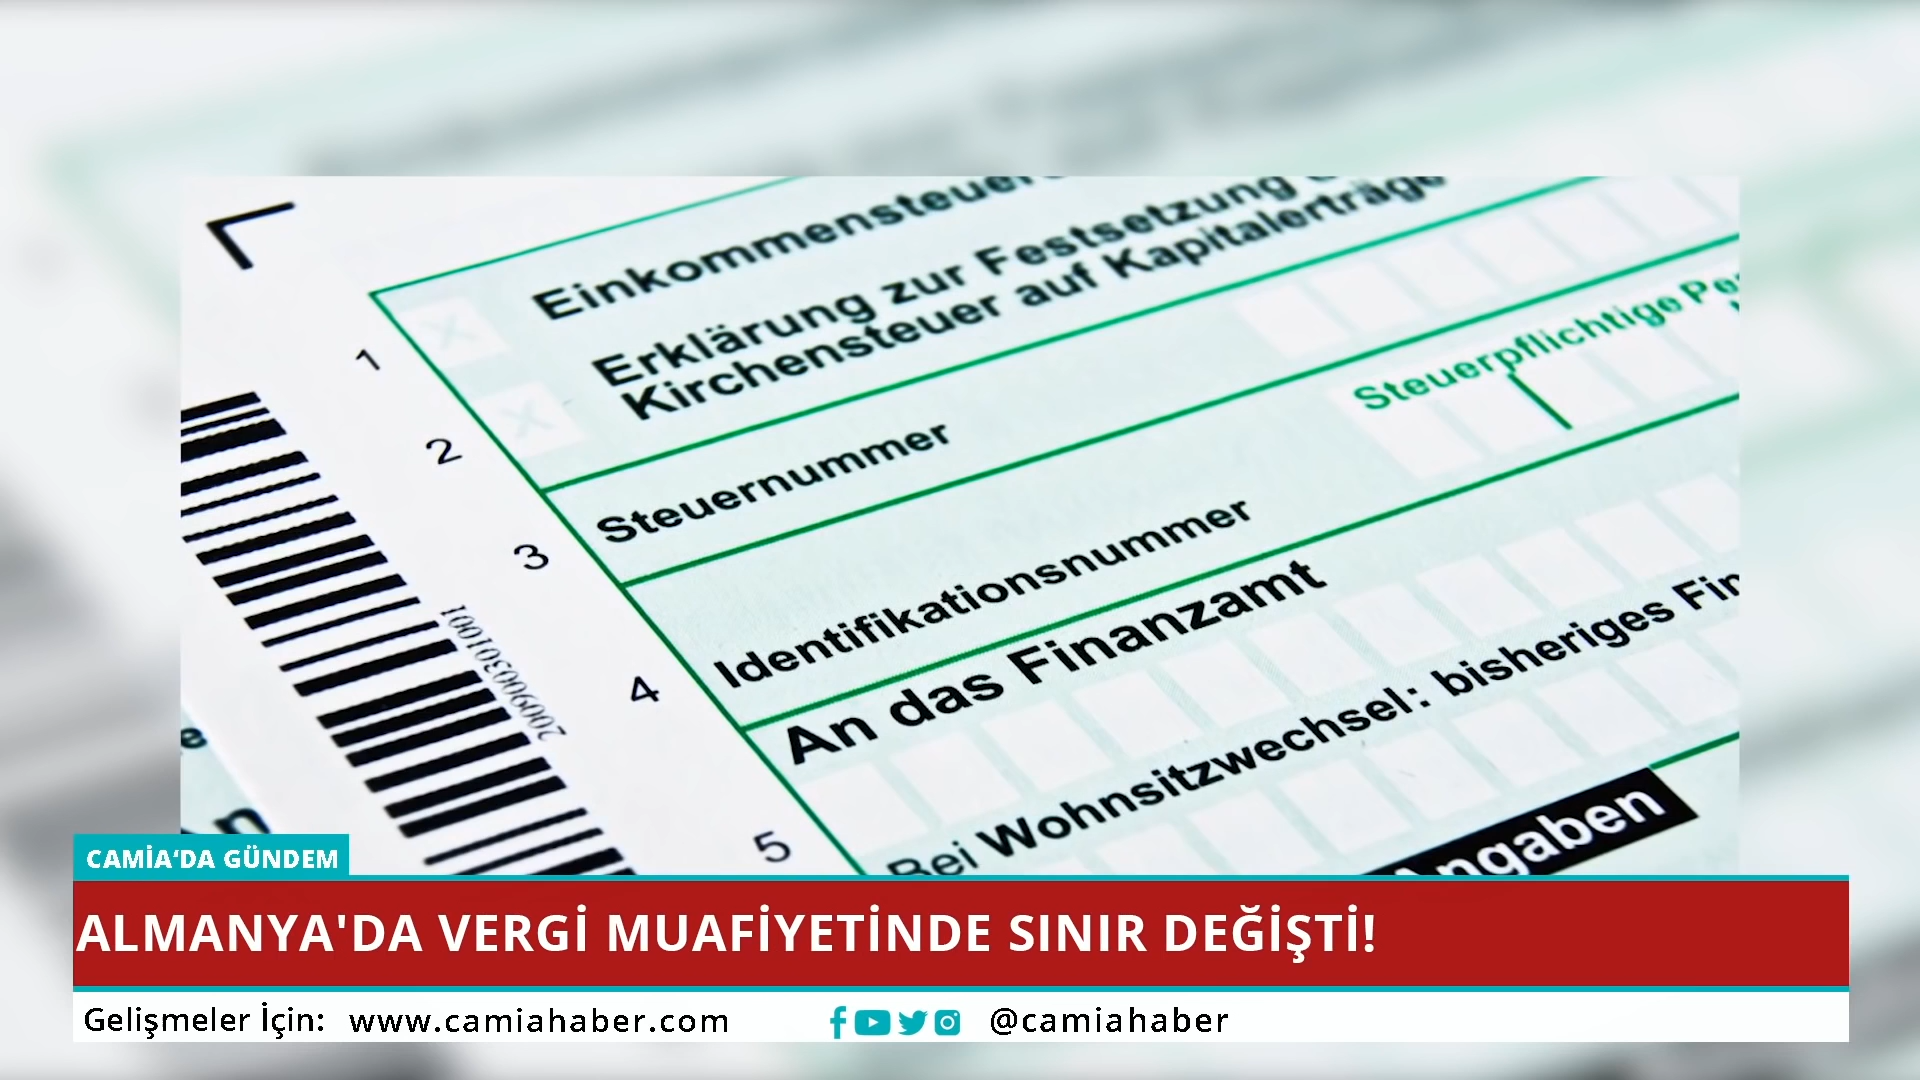 Einkommensteuer
Erklärung zur Festsetzung
Kirchensteuer auf Kapitalerträge
1
2
Steuernummer
Steuerpflichtige
3
Identifikationsnummer
An das Finanzamt
4
Bei Wohnsitzwechsel: bisheriges
5
Angaben
200900301001
CAMİA‘DA GÜNDEM
ALMANYA'DA VERGİ MUAFİYETİNDE SINIR DEĞİŞTİ!
Gelişmeler İçin: www.camiahaber.com @camiahaber